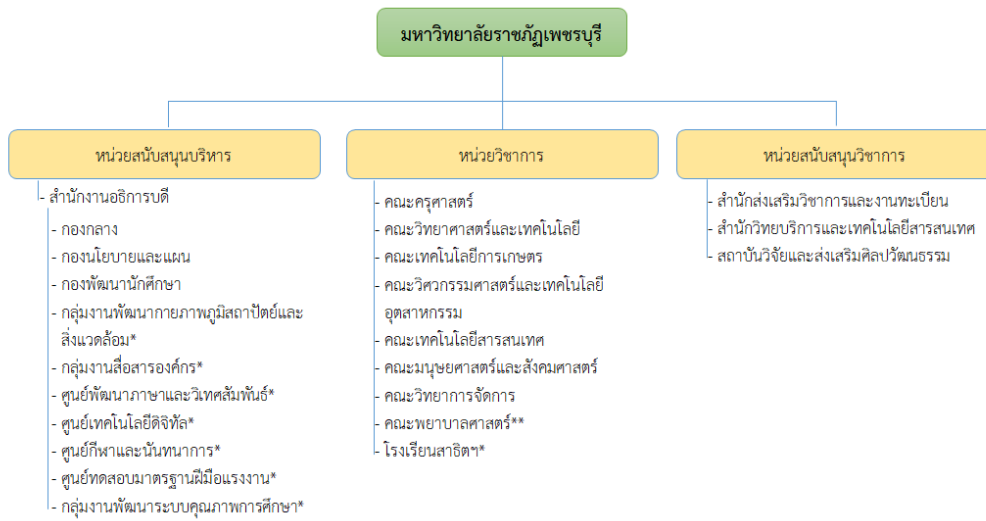 มหาวิทยาลัยราชภัฏเพชรบุรี
หน่วยสนับสนุนบริหาร
- สำนักงานอธิการบดี
- กองกลาง
- กองนโยบายและแผน
- กองพัฒนานักศึกษา
- กลุ่มงานพัฒนากายภาพภูมิสถาปัตย์และ
สิ่งแวดล้อม*
- กลุ่มงานสื่อสารองค์กร*
- ศูนย์พัฒนาภาษาและวิเทศสัมพันธ์*
- ศูนย์เทคโนโลยีดิจิทัล*
- ศูนย์กีฬาและนันทนาการ*
- ศูนย์ทดสอบมาตรฐานฝีมือแรงงาน*
- กลุ่มงานพัฒนาระบบคุณภาพการศึกษา*
หน่วยวิชาการ
- คณะครุศาสตร์
- คณะวิทยาศาสตร์และเทคโนโลยี
- คณะเทคโนโลยีการเกษตร
- คณะวิศวกรรมศาสตร์และเทคโนโลยี
อุตสาหกรรม
- คณะเทคโนโลยีสารสนเทศ
- คณะมนุษยศาสตร์และสังคมศาสตร์
- คณะวิทยาการจัดการ
- คณะพยาบาลศาสตร์**
- โรงเรียนสาธิตฯ*
หน่วยสนับสนุนวิชาการ
- สำนักส่งเสริมวิชาการและงานทะเบียน
- สำนักวิทยบริการและเทคโนโลยีสารสนเทศ
- สถาบันวิจัยและส่งเสริมศิลปวัฒนธรรม